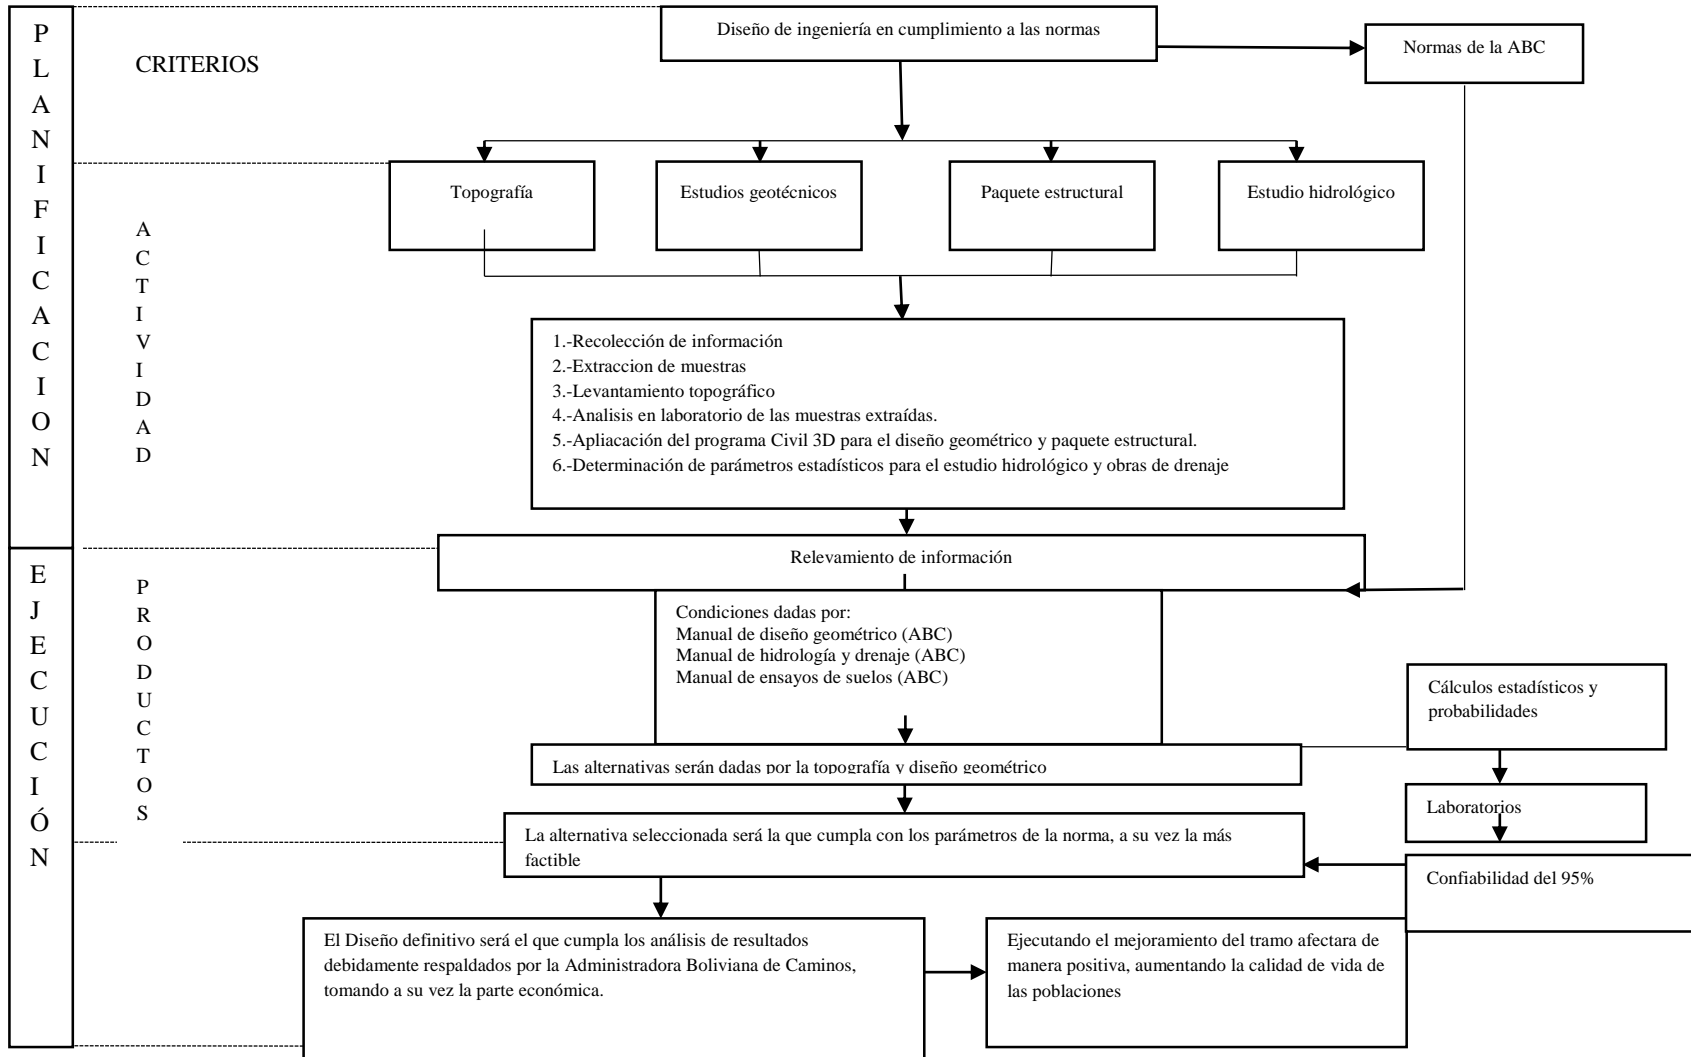 PLANIFICACION
CRITERIOS
Diseño de ingeniería en cumplimiento a las normas
Normas de la ABC
ACTIVIDAD
Topografía
Estudios geotécnicos
Paquete estructural
Estudio hidrológico
1.-Recolección de información
2.-Extraccion de muestras
3.-Levantamiento topográfico
4.-Analisis en laboratorio de las muestras extraídas.
5.-Apliacación del programa Civil 3D para el diseño geométrico y paquete estructural.
6.-Determinación de parámetros estadísticos para el estudio hidrológico y obras de drenaje
EJECUCIÓN
PRODUCTOS
Relevamiento de información
Condiciones dadas por:
Manual de diseño geométrico (ABC)
Manual de hidrología y drenaje (ABC)
Manual de ensayos de suelos (ABC)
Cálculos estadísticos y
probabilidades
Las alternativas serán dadas por la topografía y diseño geométrico
Laboratorios
La alternativa seleccionada será la que cumpla con los parámetros de la norma, a su vez la más
factible
Confiabilidad del 95%
El Diseño definitivo será el que cumpla los análisis de resultados
debidamente respaldados por la Administradora Boliviana de Caminos,
tomando a su vez la parte económica.
Ejecutando el mejoramiento del tramo afectara de
manera positiva, aumentando la calidad de vida de
las poblaciones